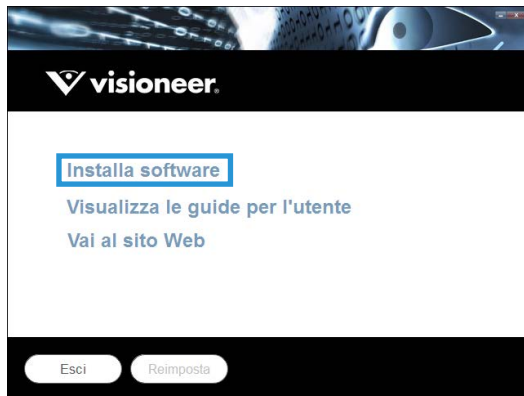 visioneer®
Installa software
Visualizza le guide per l'utente
Vai al sito Web
Esci
Reimposta